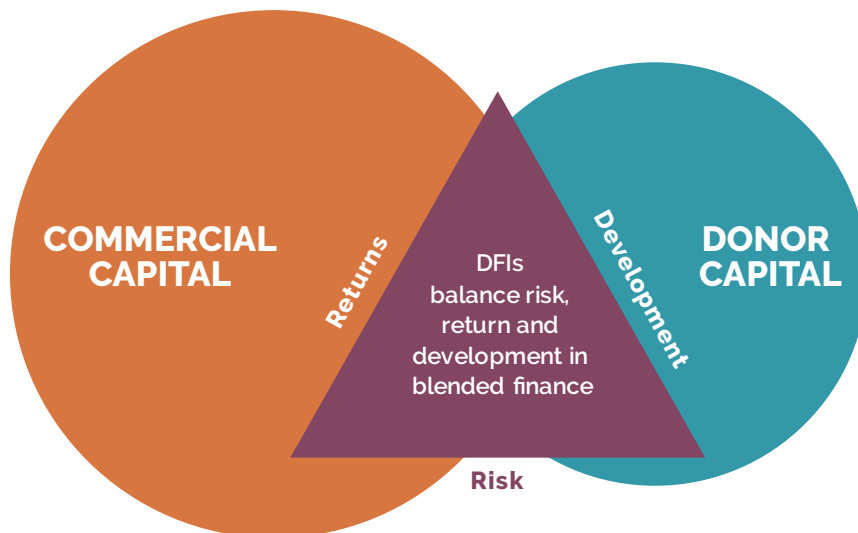 COMMERCIAL
CAPITAL
Returns
DFIs
balance risk,
return and
development in
blended finance
Development
DONOR
CAPITAL
Risk